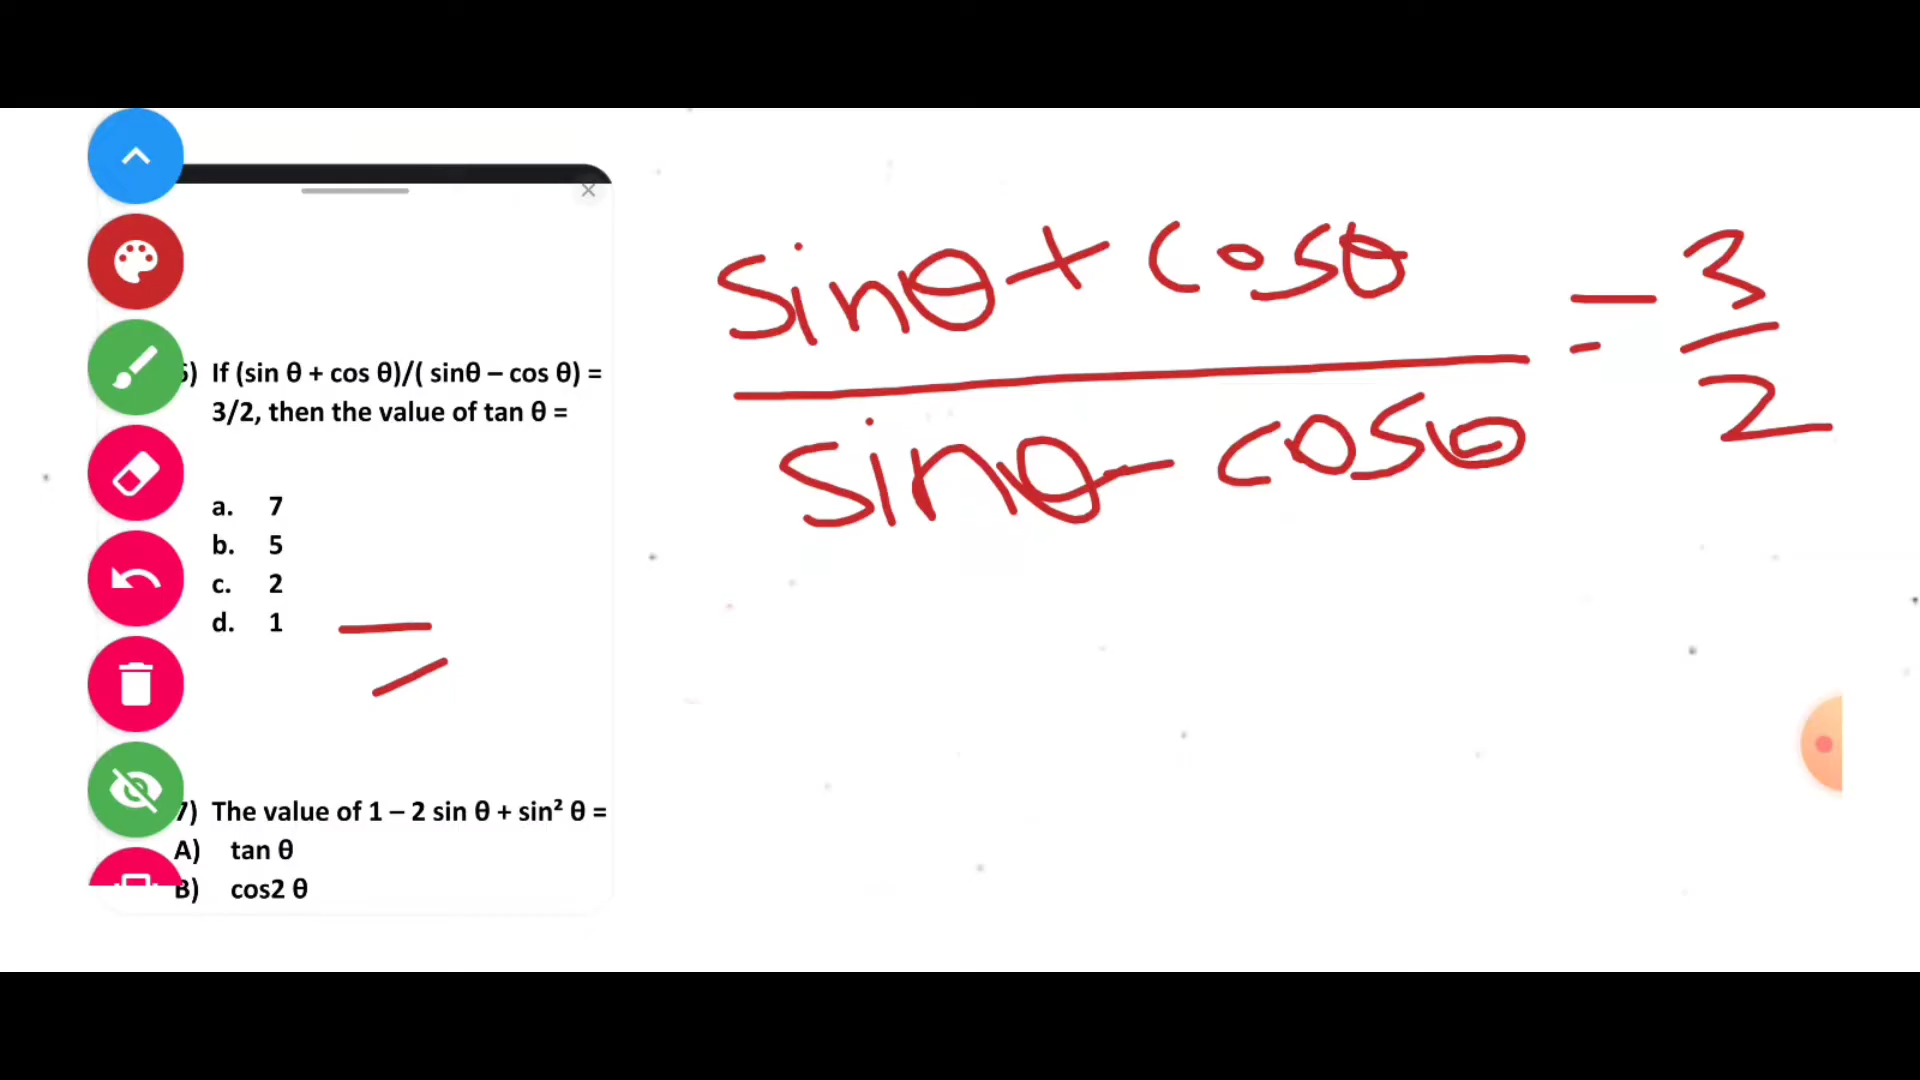 6) If (sin θ + cos θ)/( sinθ – cos θ) =
3/2, then the value of tan θ =
a. 7
b. 5
c. 2
d. 1
7) The value of 1 – 2 sin θ + sin² θ =
A) tan θ
B) cos2 θ
sinθ + cosθ
= 3/2
sinθ - cosθ